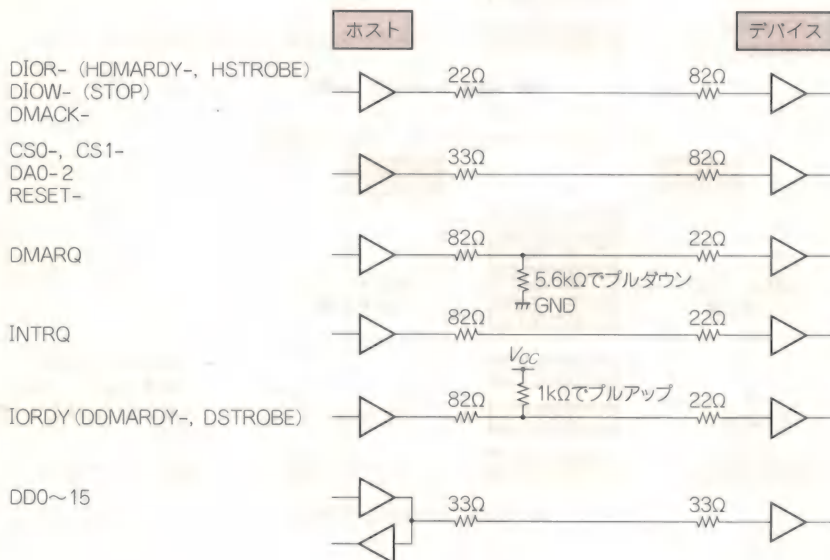 ホスト
デバイス
DIOR- (HDMARDY-, HSTROBE)
DIOW- (STOP)
DMACK-
22Ω
82Ω
CS0-, CS1-
DA0-2
RESET-
33Ω
82Ω
DMARQ
82Ω
22Ω
5.6kΩでプルダウン
GND
INTRQ
82Ω
22Ω
VCC
1kΩでプルアップ
IORDY (DDMARDY-, DSTROBE)
82Ω
22Ω
DD0～15
33Ω
33Ω